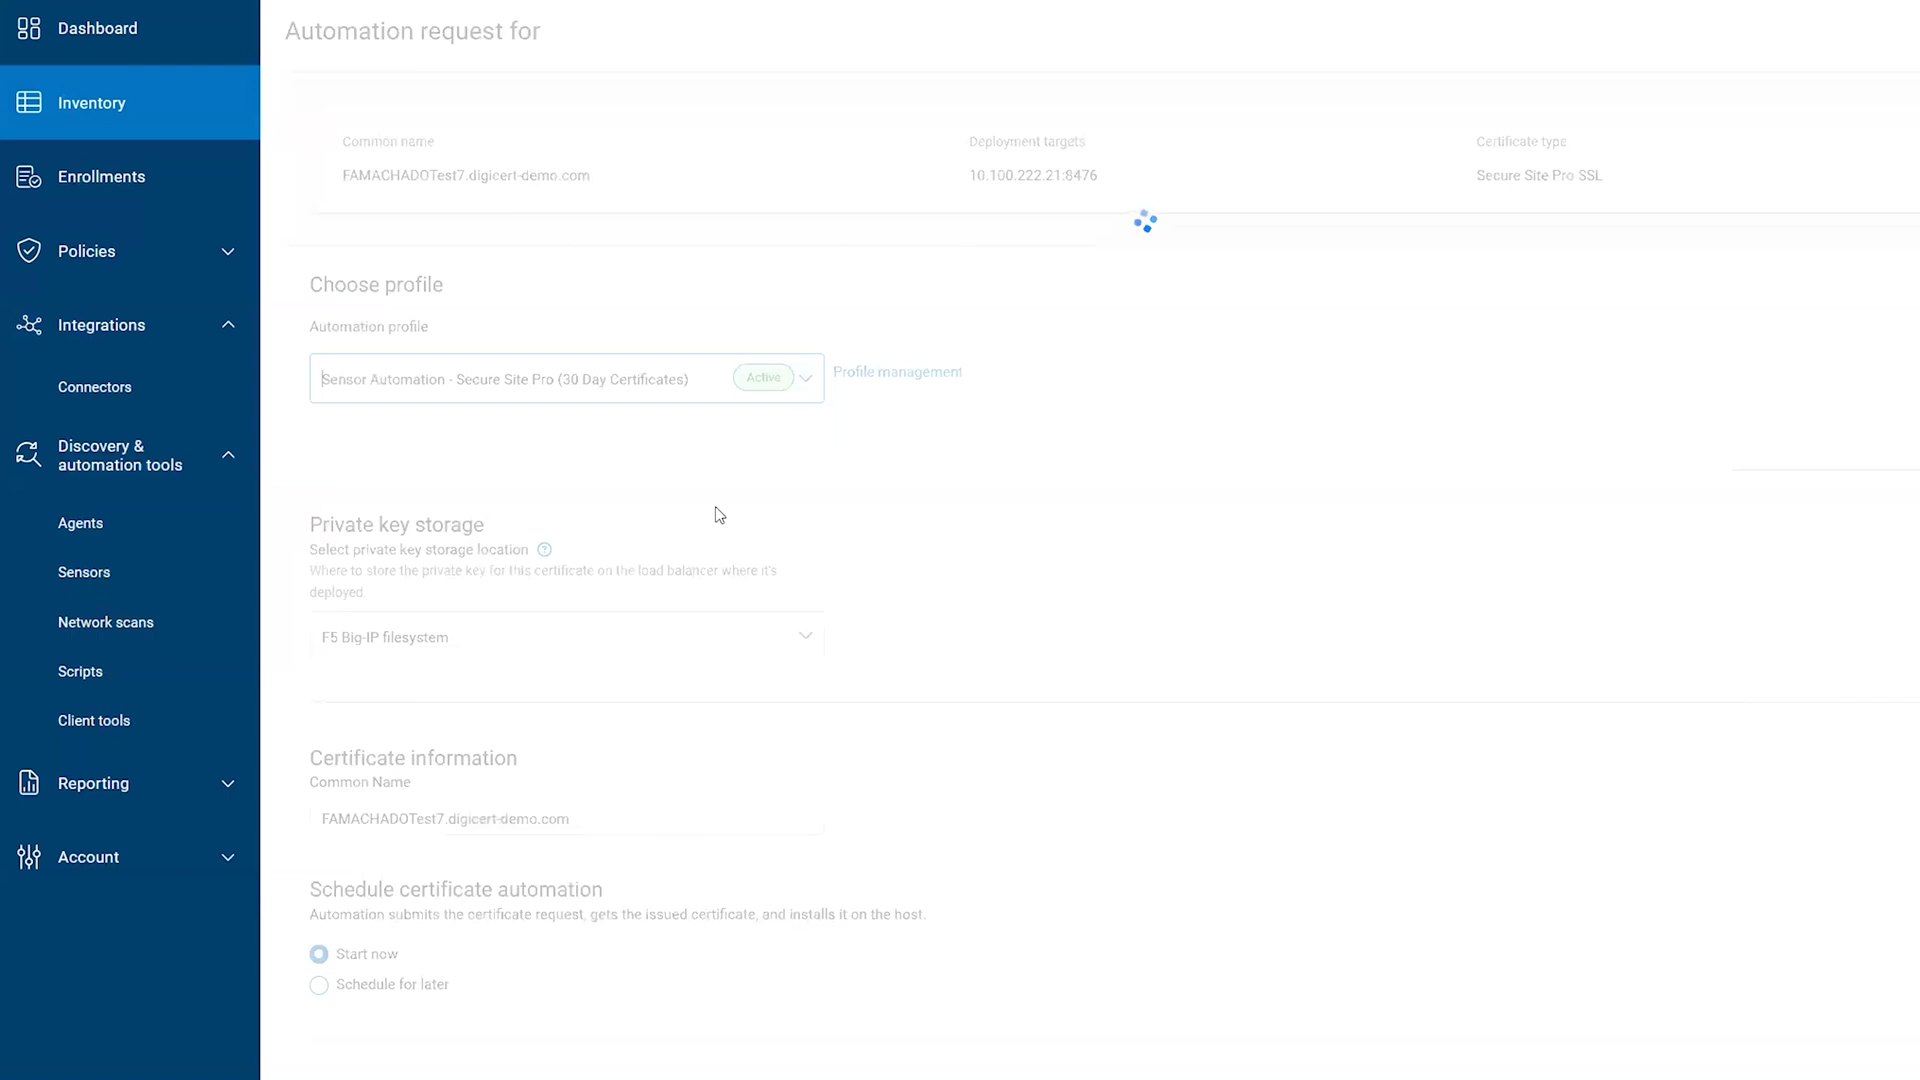 Dashboard
Inventory
Enrollments
Policies
Integrations
Connectors
Discovery &
automation tools
Agents
Sensors
Network scans
Scripts
Client tools
Reporting
Account
Automation request for
Common name
FAMACHADOTest7.digicert-demo.com
Deployment targets
10.100.222.21:8476
Certificate type
Secure Site Pro SSL
Choose profile
Automation profile
Sensor Automation - Secure Site Pro (30 Day Certificates)
Active
Profile management
Private key storage
Select private key storage location ?
Where to store the private key for this certificate on the load balancer where it's
deployed.
F5 Big-IP filesystem
Certificate information
Common Name
FAMACHADOTest7.digicert-demo.com
Schedule certificate automation
Automation submits the certificate request, gets the issued certificate, and installs it on the host.
Start now
Schedule for later